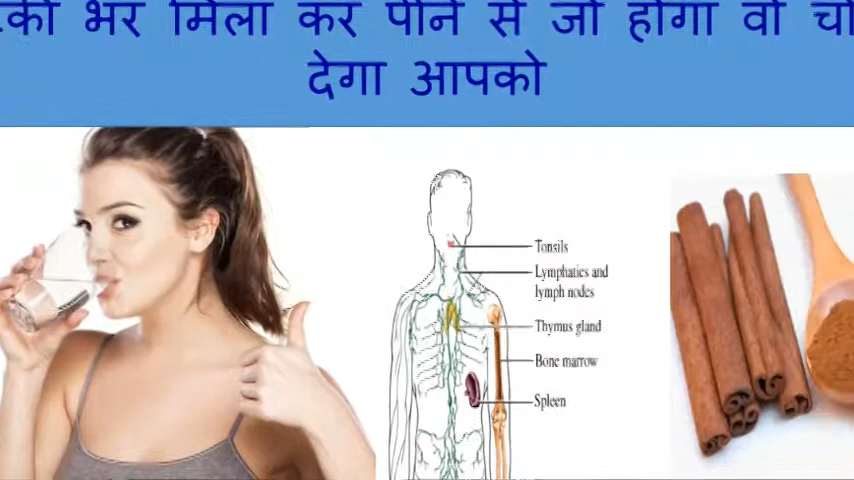 भर मिला कर पीने से जो होगा वो
देगा आपको
Tonsils
Lymphatics and
lymph nodes
Thymus gland
Bone marrow
Spleen